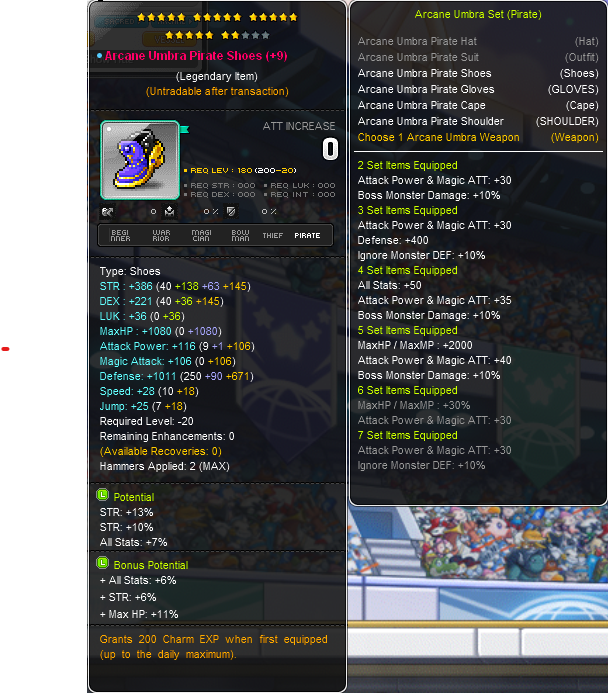 Arcane Umbra Pirate Shoes (+9)
(Legendary Item)
(Untradable after transaction)
ATT INCREASE
0
REQ LEV : 180 (200-20)
REQ STR : 000
REQ LUK : 000
REQ DEX : 000
REQ INT : 000
0
0 %
0 %
BEGINNER
WARRIOR
MAGICIAN
BOWMAN
THIEF
PIRATE
Type: Shoes
STR : +386 (40 +138 +63 +145)
DEX : +221 (40 +36 +145)
LUK : +36 (0 +36)
MaxHP : +1080 (0 +1080)
Attack Power: +116 (9 +1 +106)
Magic Attack: +106 (0 +106)
Defense: +1011 (250 +90 +671)
Speed: +28 (10 +18)
Jump: +25 (7 +18)
Required Level: -20
Remaining Enhancements: 0
(Available Recoveries: 0)
Hammers Applied: 2 (MAX)
L Potential
STR: +13%
STR: +10%
All Stats: +7%
L Bonus Potential
+ All Stats: +6%
+ STR: +6%
+ Max HP: +11%
Grants 200 Charm EXP when first equipped
(up to the daily maximum).
Arcane Umbra Set (Pirate)
Arcane Umbra Pirate Hat (Hat)
Arcane Umbra Pirate Suit (Outfit)
Arcane Umbra Pirate Shoes (Shoes)
Arcane Umbra Pirate Gloves (GLOVES)
Arcane Umbra Pirate Cape (Cape)
Arcane Umbra Pirate Shoulder (SHOULDER)
Choose 1 Arcane Umbra Weapon (Weapon)
2 Set Items Equipped
Attack Power & Magic ATT: +30
Boss Monster Damage: +10%
3 Set Items Equipped
Attack Power & Magic ATT: +30
Defense: +400
Ignore Monster DEF: +10%
4 Set Items Equipped
All Stats: +50
Attack Power & Magic ATT: +35
Boss Monster Damage: +10%
5 Set Items Equipped
MaxHP / MaxMP : +2000
Attack Power & Magic ATT: +40
Boss Monster Damage: +10%
6 Set Items Equipped
MaxHP / MaxMP : +30%
Attack Power & Magic ATT: +30
7 Set Items Equipped
Attack Power & Magic ATT: +30
Ignore Monster DEF: +10%